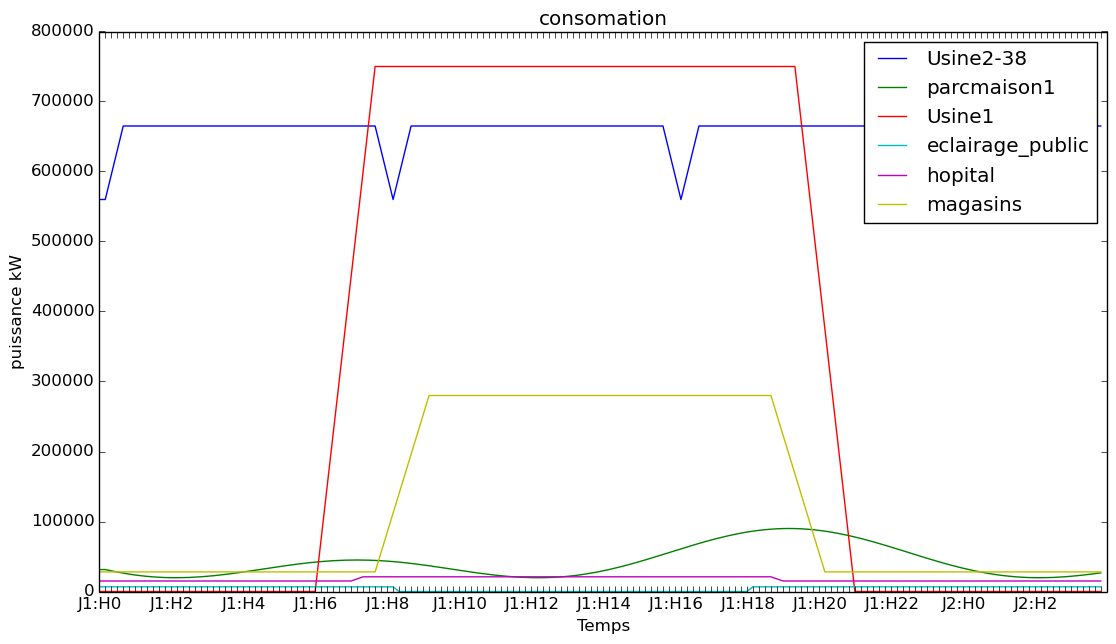 consomation
800000
700000
600000
500000
400000
300000
200000
100000
0
puissance kW
Usine2-38
parcmaison1
Usine1
eclairage_public
hopital
magasins
J1:H0 J1:H2 J1:H4 J1:H6 J1:H8 J1:H10 J1:H12 J1:H14 J1:H16 J1:H18 J1:H20 J1:H22 J2:H0 J2:H2
Temps